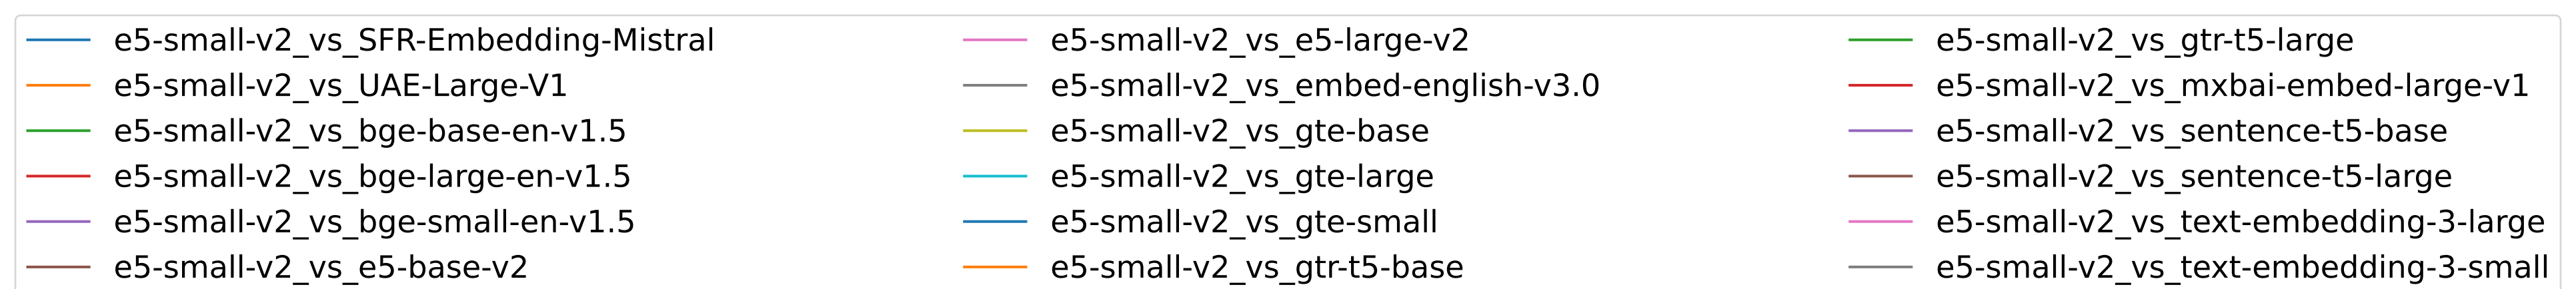 e5-small-v2_vs_SFR-Embedding-Mistral
e5-small-v2_vs_UAE-Large-V1
e5-small-v2_vs_bge-base-en-v1.5
e5-small-v2_vs_bge-large-en-v1.5
e5-small-v2_vs_bge-small-en-v1.5
e5-small-v2_vs_e5-base-v2
e5-small-v2_vs_e5-large-v2
e5-small-v2_vs_embed-english-v3.0
e5-small-v2_vs_gte-base
e5-small-v2_vs_gte-large
e5-small-v2_vs_gte-small
e5-small-v2_vs_gtr-t5-base
e5-small-v2_vs_gtr-t5-large
e5-small-v2_vs_mxbai-embed-large-v1
e5-small-v2_vs_sentence-t5-base
e5-small-v2_vs_sentence-t5-large
e5-small-v2_vs_text-embedding-3-large
e5-small-v2_vs_text-embedding-3-small